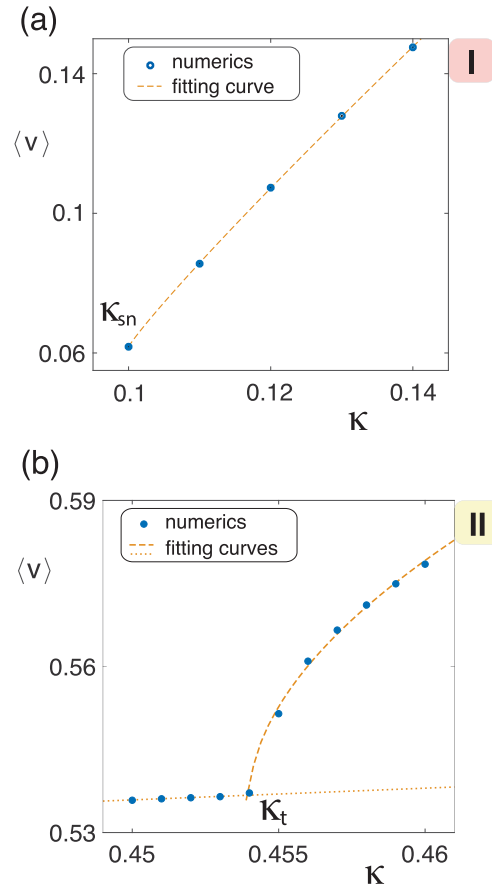 (a)
numerics
fitting curve
I
0.14
⟨v⟩
0.1
κsn
0.06
0.1 0.12 0.14
κ
(b)
0.59
numerics
fitting curves
II
⟨v⟩
0.56
κt
0.53
0.45 0.455 0.46
κ